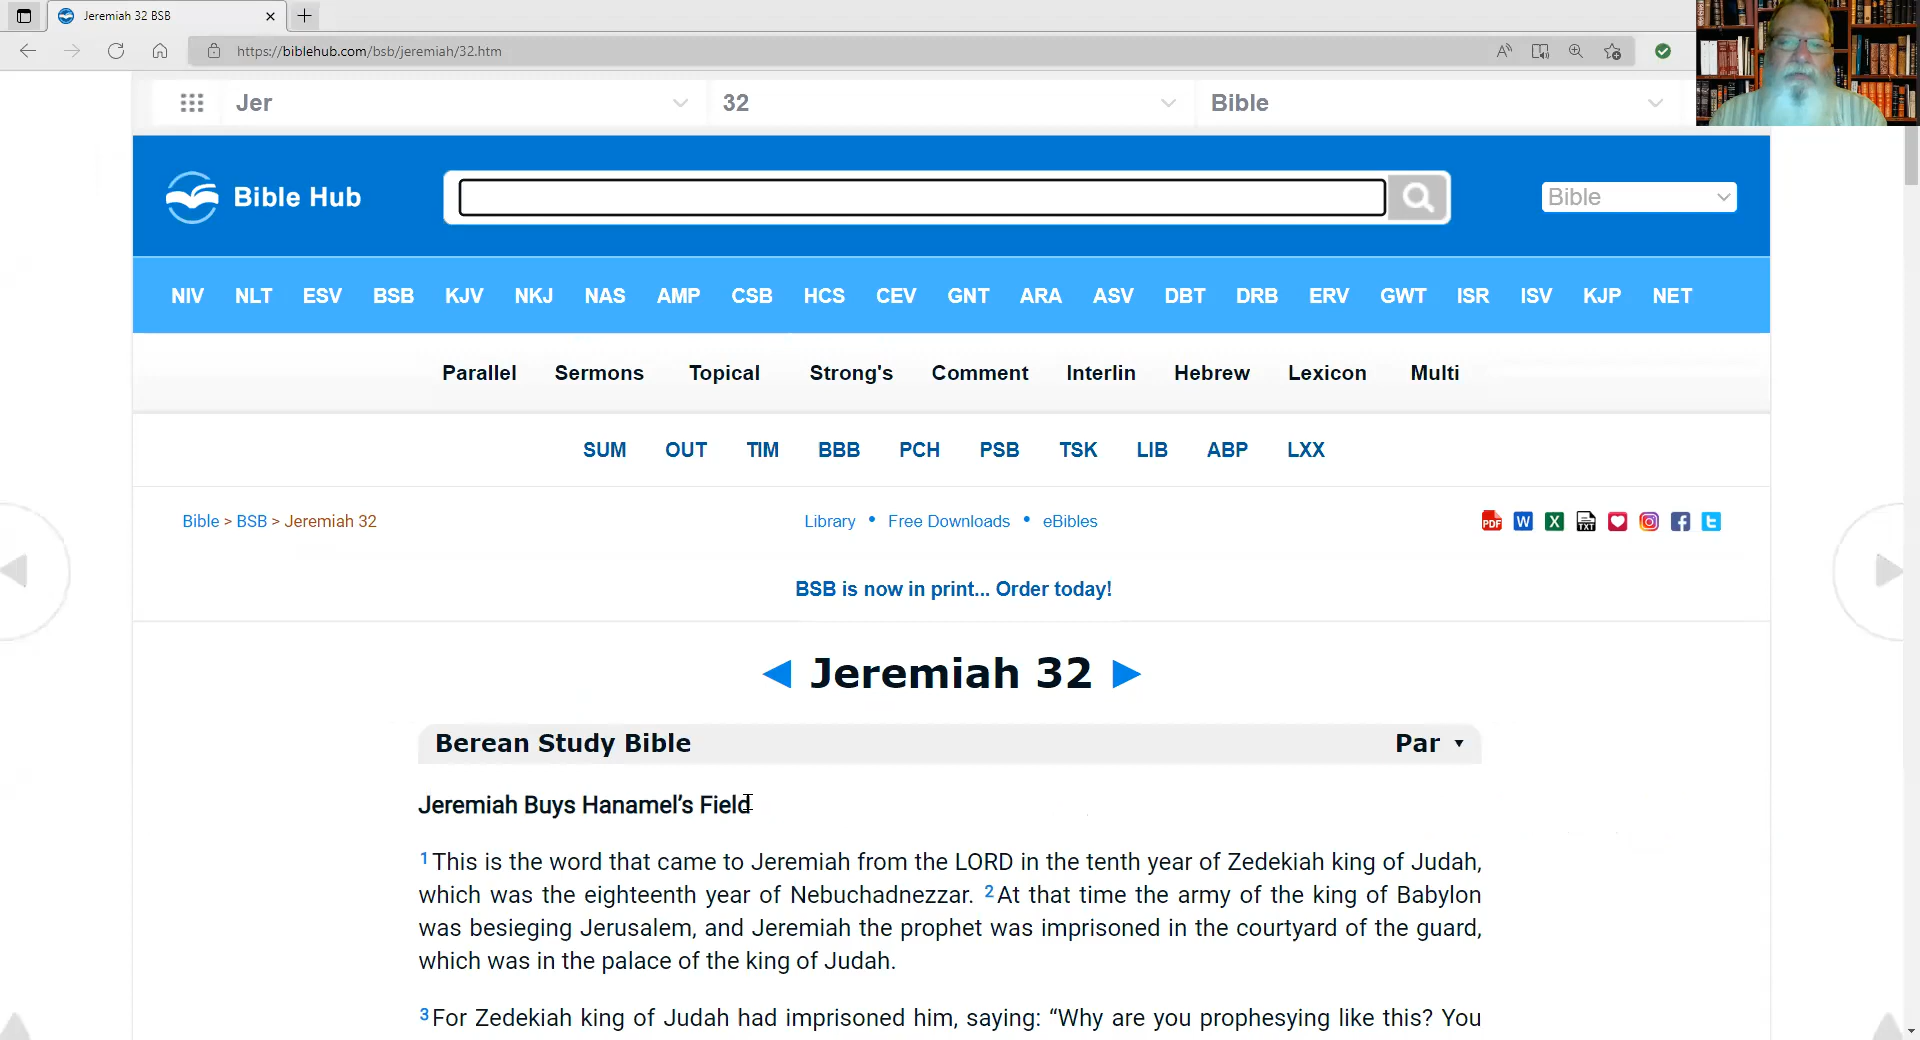 Jeremiah 32 BSB
https://biblehub.com/bsb/jeremiah/32.htm
Jer 32 Bible
Bible Hub Bible
NIV NLT ESV BSB KJV NKJ NAS AMP CSB HCS CEV GNT ARA ASV DBT DRB ERV GWT ISR ISV KJP NET
Parallel Sermons Topical Strong's Comment Interlin Hebrew Lexicon Multi
SUM OUT TIM BBB PCH PSB TSK LIB ABP LXX
Bible > BSB > Jeremiah 32 Library • Free Downloads • eBibles PDF W X TXT
BSB is now in print... Order today!
◀ Jeremiah 32 ▶
Berean Study Bible Par ▼
Jeremiah Buys Hanamel’s Field
1 This is the word that came to Jeremiah from the LORD in the tenth year of Zedekiah king of Judah,
which was the eighteenth year of Nebuchadnezzar. 2 At that time the army of the king of Babylon
was besieging Jerusalem, and Jeremiah the prophet was imprisoned in the courtyard of the guard,
which was in the palace of the king of Judah.
3 For Zedekiah king of Judah had imprisoned him, saying: “Why are you prophesying like this? You